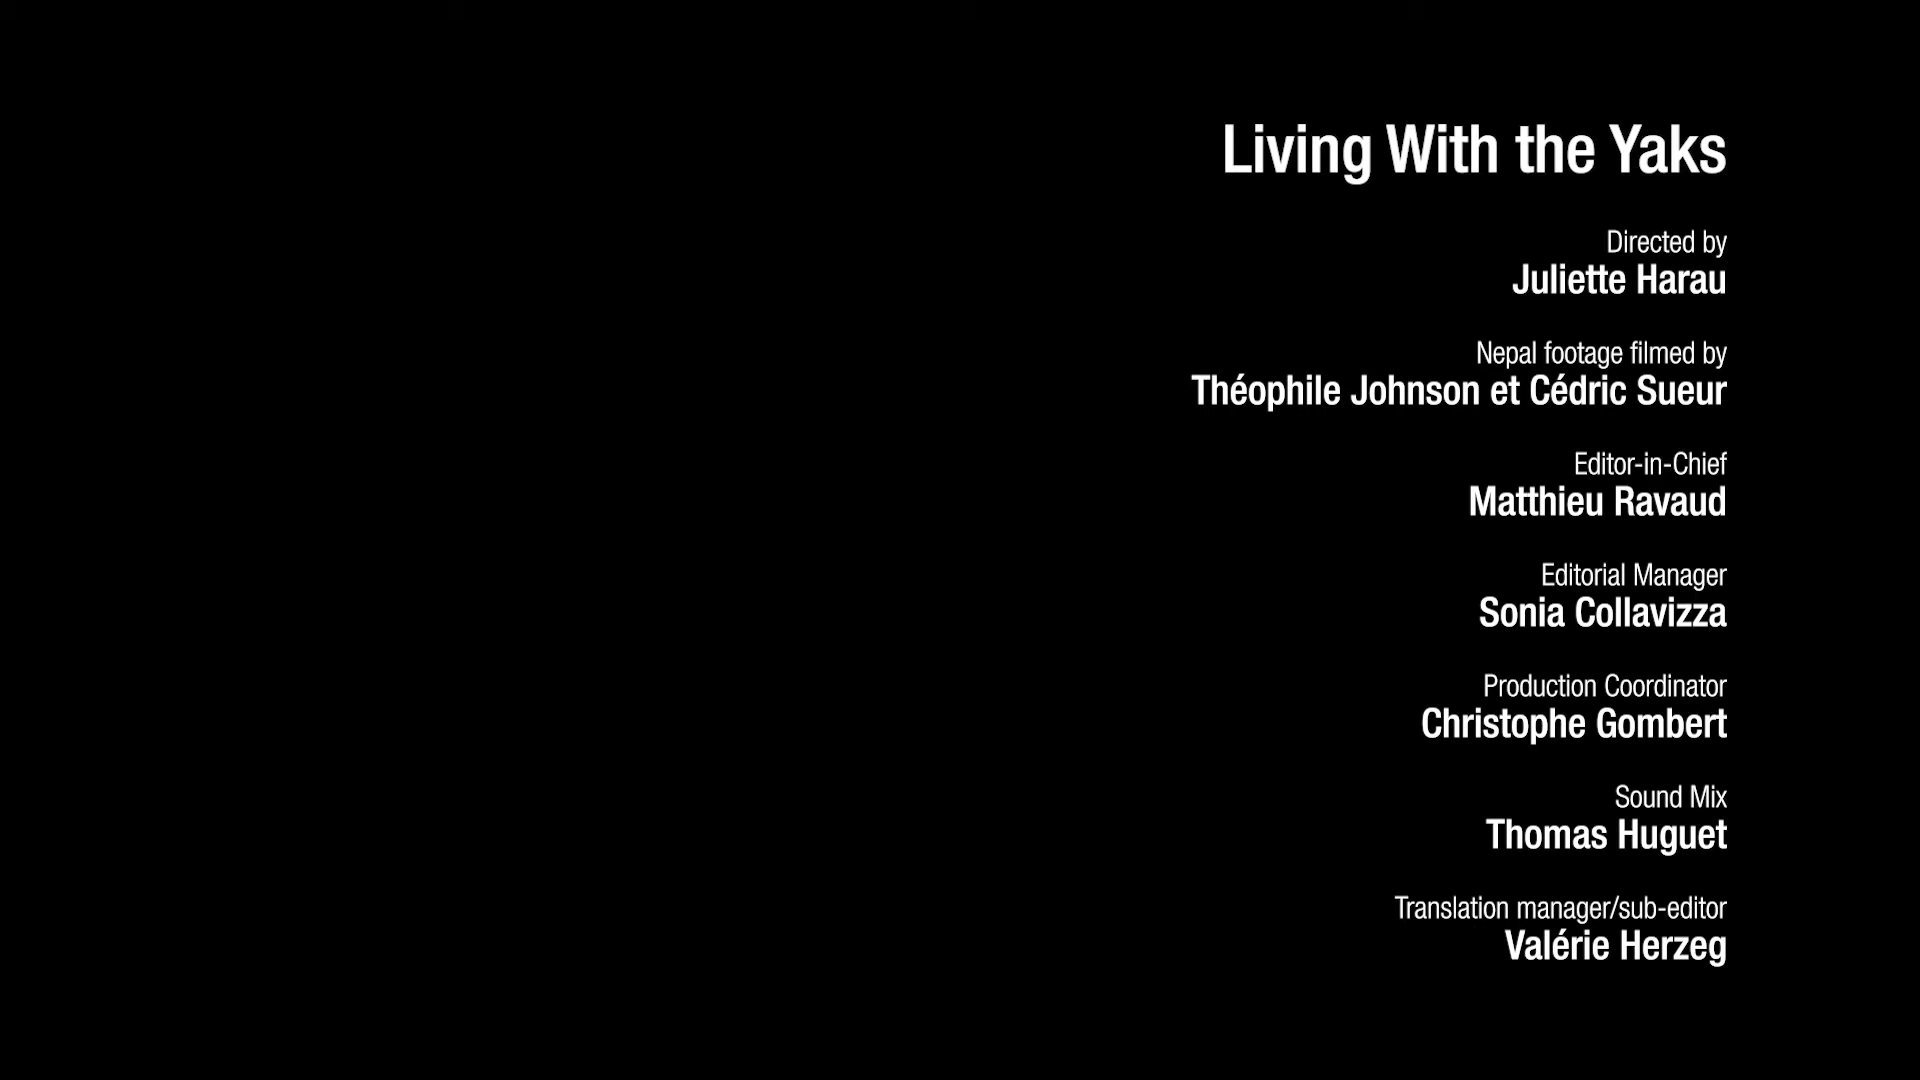 Living With the Yaks
Directed by
Juliette Harau
Nepal footage filmed by
Théophile Johnson et Cédric Sueur
Editor-in-Chief
Matthieu Ravaud
Editorial Manager
Sonia Collavizza
Production Coordinator
Christophe Gombert
Sound Mix
Thomas Huguet
Translation manager/sub-editor
Valérie Herzeg